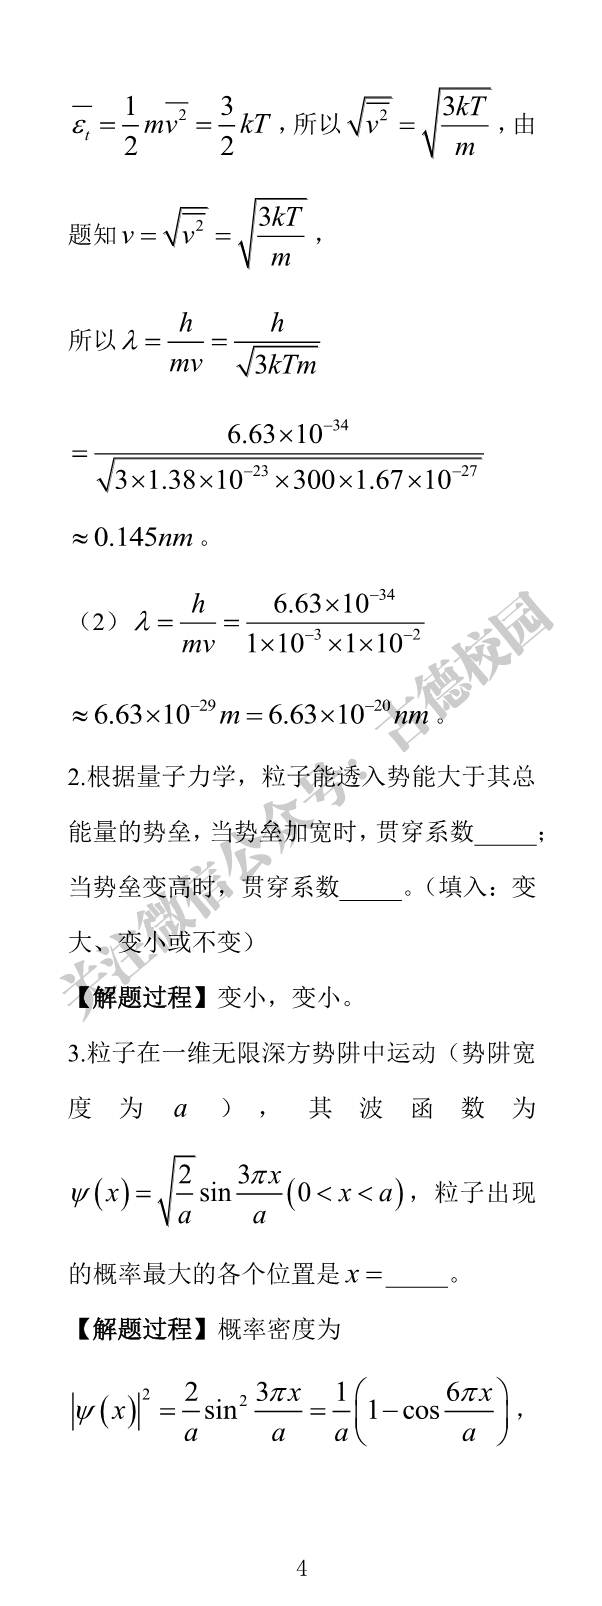 $\overline{\varepsilon_t}=\frac{1}{2}m\overline{v^2}=\frac{3}{2}kT$，所以$\sqrt{\overline{v^2}}=\sqrt{\frac{3kT}{m}}$，由
题知$v=\sqrt{\overline{v^2}}=\sqrt{\frac{3kT}{m}}$，
所以$\lambda=\frac{h}{mv}=\frac{h}{\sqrt{3kTm}}$
$=\frac{6.63\times10^{-34}}{\sqrt{3\times1.38\times10^{-23}\times300\times1.67\times10^{-27}}}$
$\approx0.145nm$。
（2）$\lambda=\frac{h}{mv}=\frac{6.63\times10^{-34}}{1\times10^{-3}\times1\times10^{-2}}$
$\approx6.63\times10^{-29}m=6.63\times10^{-20}nm$。
2.根据量子力学，粒子能透入势能大于其总
能量的势垒，当势垒加宽时，贯穿系数_____；
当势垒变高时，贯穿系数_____。（填入：变
大、变小或不变）
【解题过程】变小，变小。
3.粒子在一维无限深方势阱中运动（势阱宽
度为$a$），其波函数为
$\psi(x)=\sqrt{\frac{2}{a}}\sin\frac{3\pi x}{a}(0<x<a)$，粒子出现
的概率最大的各个位置是$x=$_____。
【解题过程】概率密度为
$|\psi(x)|^2=\frac{2}{a}\sin^2\frac{3\pi x}{a}=\frac{1}{a}\left(1-\cos\frac{6\pi x}{a}\right)$，
关注微信公众号：古德校园
4